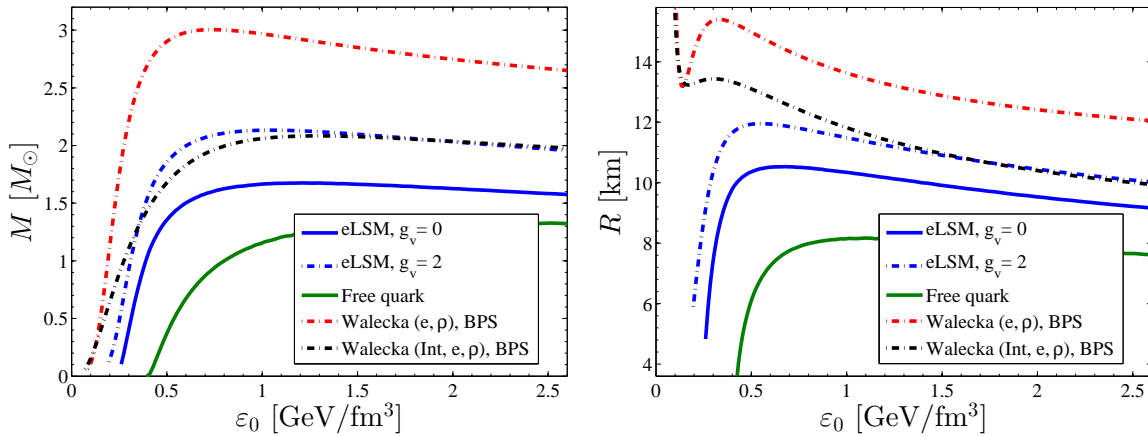 3
2.5
2
1.5
1
0.5
0
M [M⊙]
0
0.5
1
1.5
2
2.5
ε₀ [GeV/fm³]
eLSM, gᵥ= 0
eLSM, gᵥ= 2
Free quark
Walecka (e, ρ), BPS
Walecka (Int, e, ρ), BPS
14
12
10
8
6
4
R [km]
0
0.5
1
1.5
2
2.5
ε₀ [GeV/fm³]
eLSM, gᵥ= 0
eLSM, gᵥ= 2
Free quark
Walecka (e, ρ), BPS
Walecka (Int, e, ρ), BPS